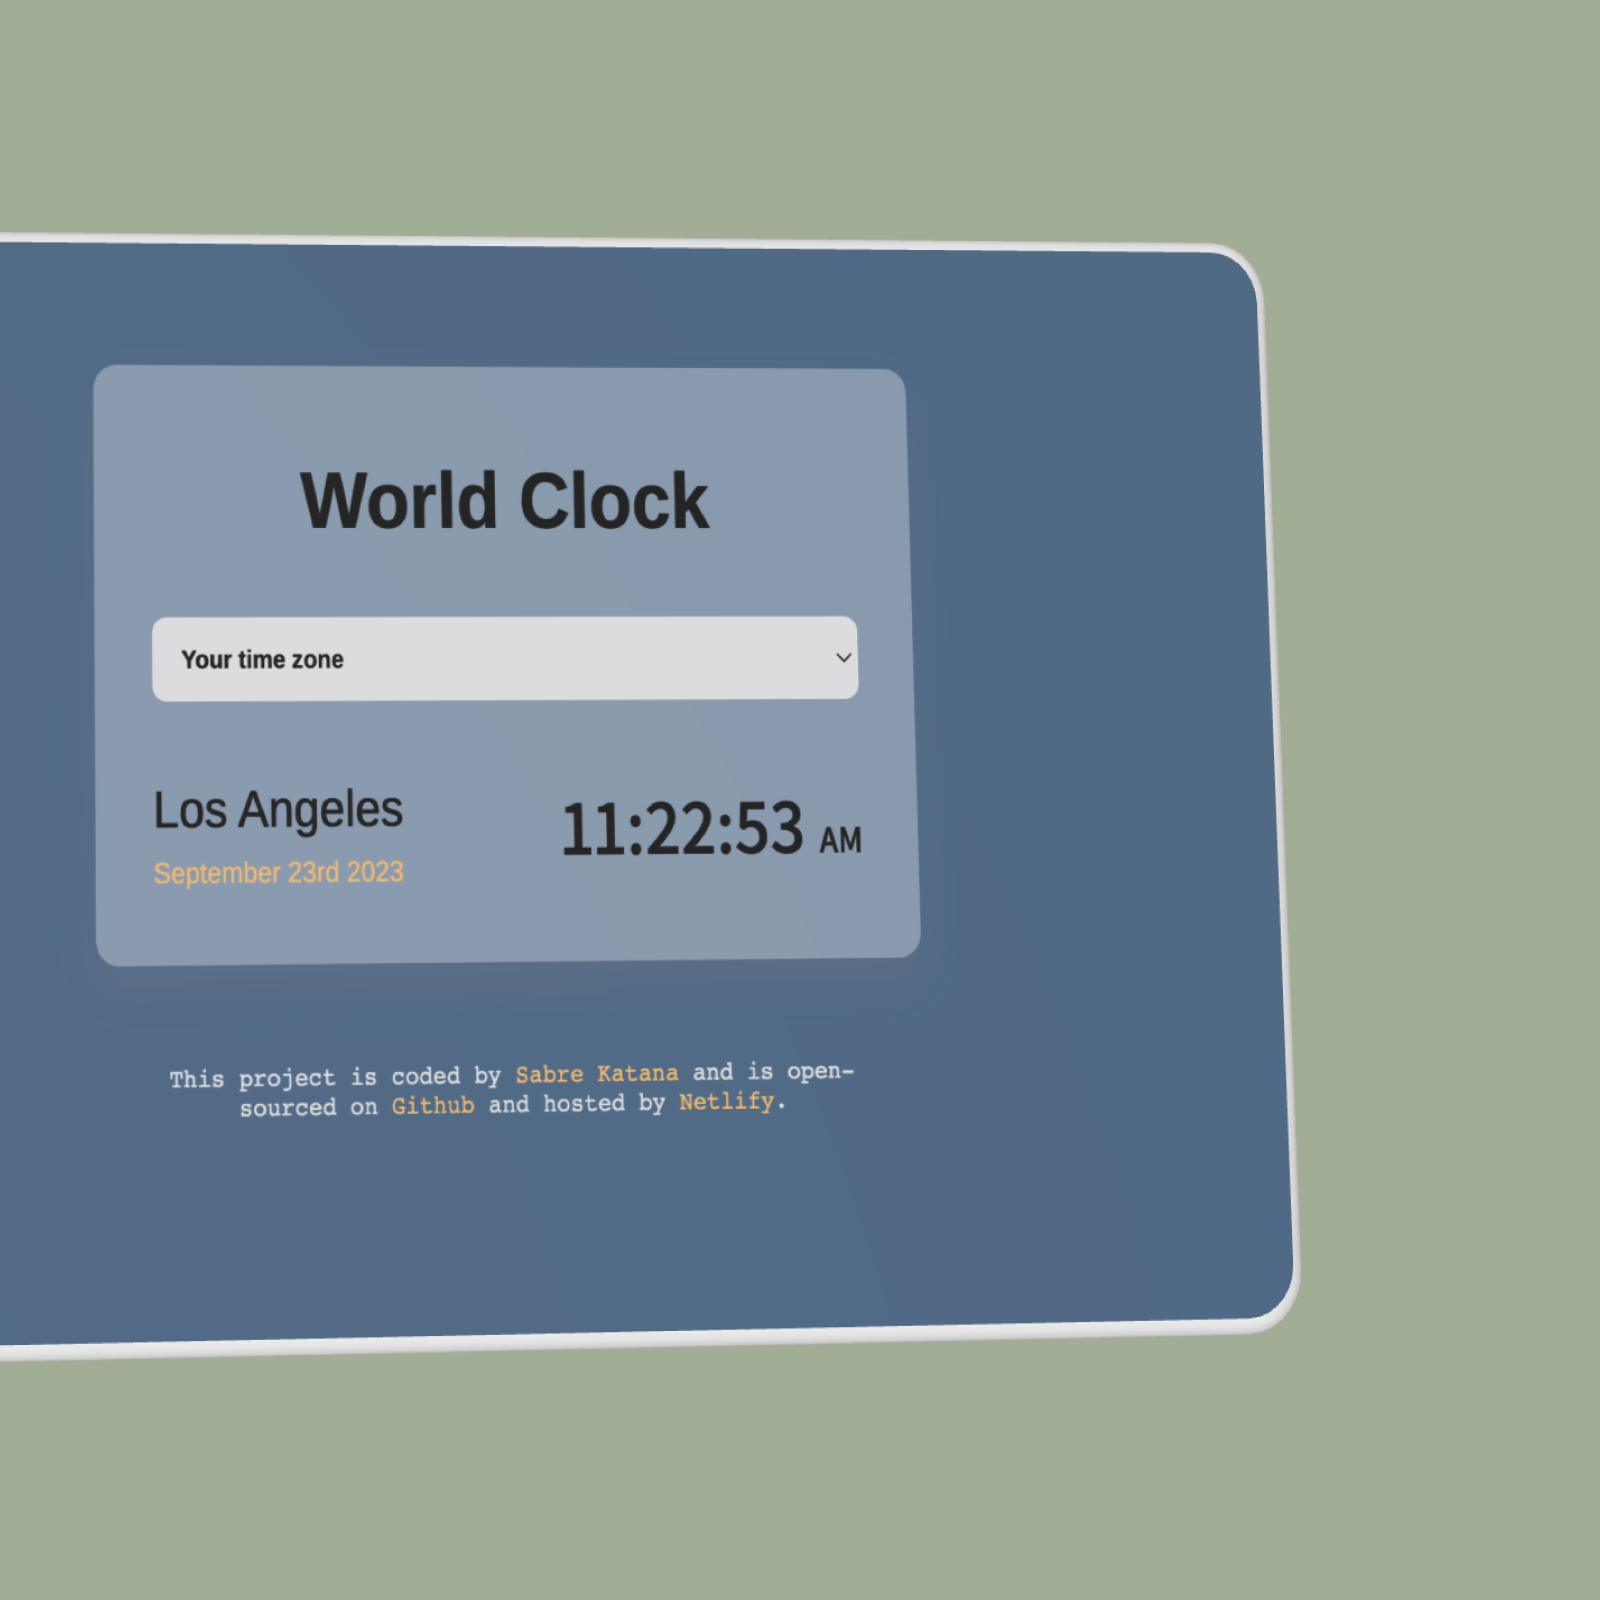 World Clock
Your time zone
Los Angeles
September 23rd 2023
11:22:53 AM
This project is coded by Sabre Katana and is open-
sourced on Github and hosted by Netlify.